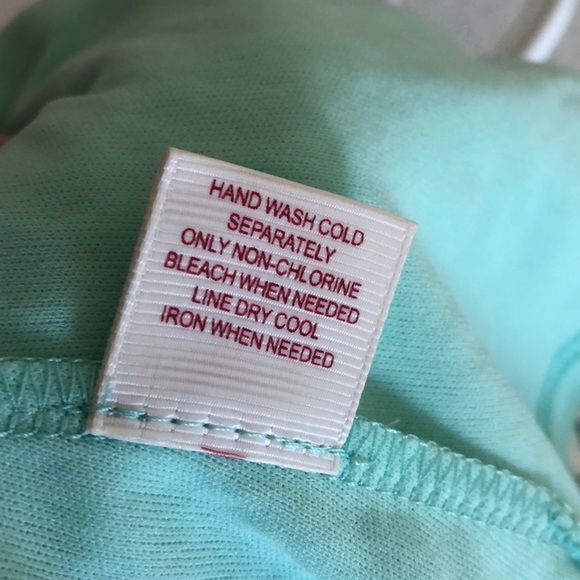 HAND WASH COLD
SEPARATELY
ONLY NON-CHLORINE
BLEACH WHEN NEEDED
LINE DRY COOL
IRON WHEN NEEDED